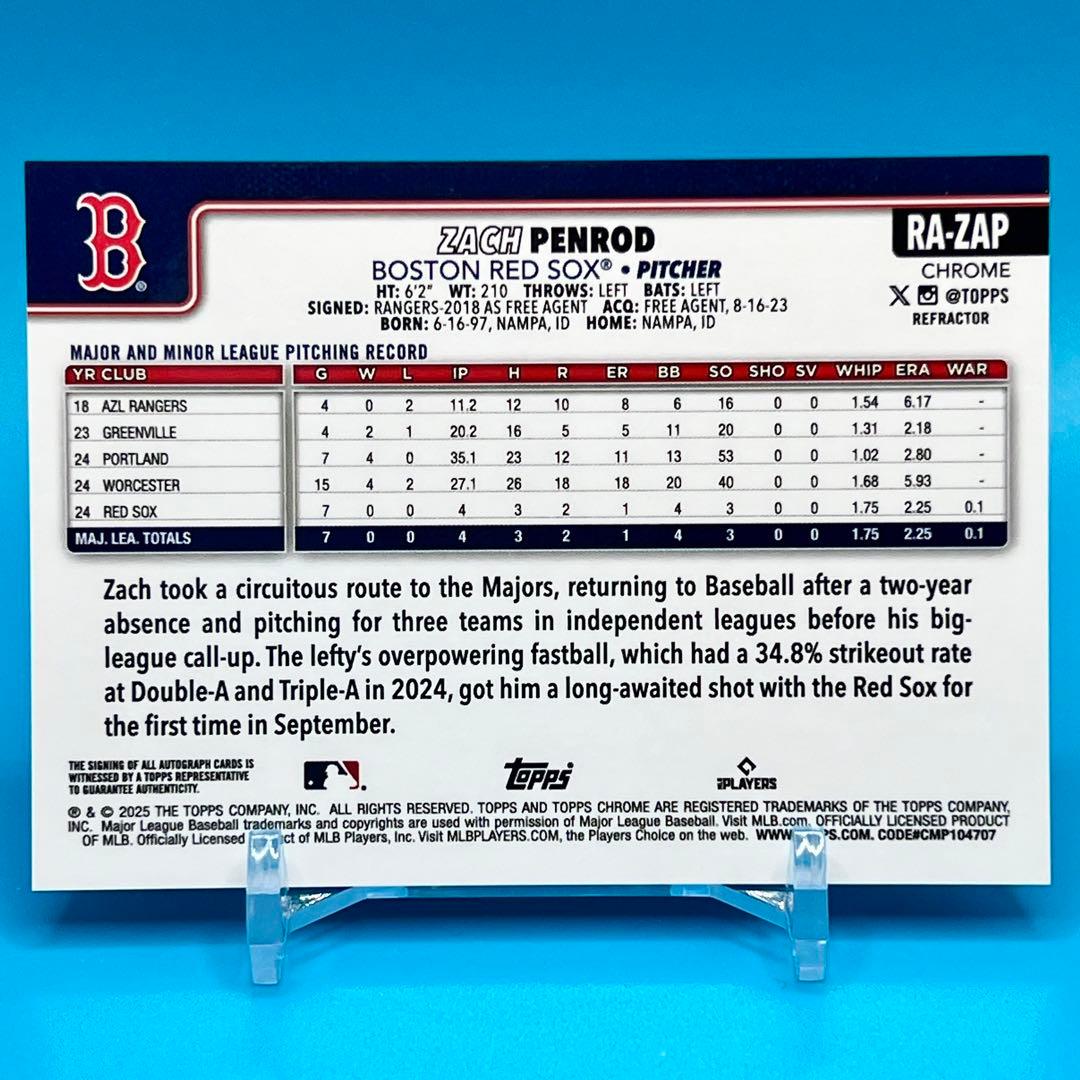 B
ZACH PENROD
RA-ZAP
BOSTON RED SOX® • PITCHER
CHROME
HT: 6'2" WT: 210 THROWS: LEFT BATS: LEFT
X @TOPPS
SIGNED: RANGERS-2018 AS FREE AGENT ACQ: FREE AGENT, 8-16-23
REFRACTOR
BORN: 6-16-97, NAMPA, ID HOME: NAMPA, ID
MAJOR AND MINOR LEAGUE PITCHING RECORD
YR CLUB G W L IP H R ER BB SO SHO SV WHIP ERA WAR
18 AZL RANGERS 4 0 2 11.2 12 10 8 6 16 0 0 1.54 6.17 -
23 GREENVILLE 4 2 1 20.2 16 5 5 11 20 0 0 1.31 2.18 -
24 PORTLAND 7 4 0 35.1 23 12 11 13 53 0 0 1.02 2.80 -
24 WORCESTER 15 4 2 27.1 26 18 18 20 40 0 0 1.68 5.93 -
24 RED SOX 7 0 0 4 3 2 1 4 3 0 0 1.75 2.25 0.1
MAJ. LEA. TOTALS 7 0 0 4 3 2 1 4 3 0 0 1.75 2.25 0.1
Zach took a circuitous route to the Majors, returning to Baseball after a two-year
absence and pitching for three teams in independent leagues before his big-
league call-up. The lefty's overpowering fastball, which had a 34.8% strikeout rate
at Double-A and Triple-A in 2024, got him a long-awaited shot with the Red Sox for
the first time in September.
THE SIGNING OF ALL AUTOGRAPH CARDS IS
WITNESSED BY A TOPPS REPRESENTATIVE
TO GUARANTEE AUTHENTICITY.
Topps
PLAYERS
® & © 2025 THE TOPPS COMPANY, INC. ALL RIGHTS RESERVED. TOPPS AND TOPPS CHROME ARE REGISTERED TRADEMARKS OF THE TOPPS COMPANY,
INC. Major League Baseball trademarks and copyrights are used with permission of Major League Baseball. Visit MLB.com. OFFICIALLY LICENSED PRODUCT
OF MLB. Officially Licensed ct of MLB Players, Inc. Visit MLBPLAYERS.COM, the Players Choice on the web. WWW PS.COM. CODE#CMP104707